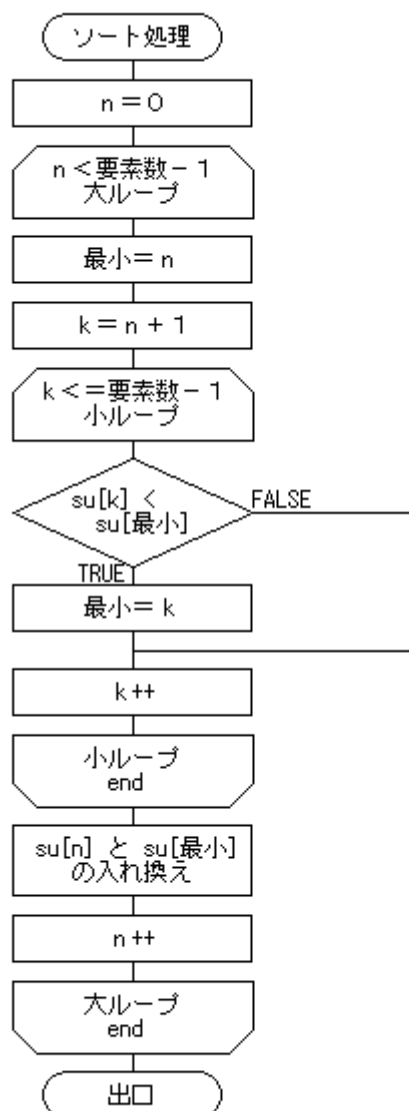 ソート処理
n＝0
n＜要素数－1
大ループ
最小＝n
k＝n＋1
k＜＝要素数－1
小ループ
su[k] ＜
su[最小]
FALSE
TRUE
最小＝k
k++
小ループ
end
su[n] と su[最小]
の入れ換え
n++
大ループ
end
出口